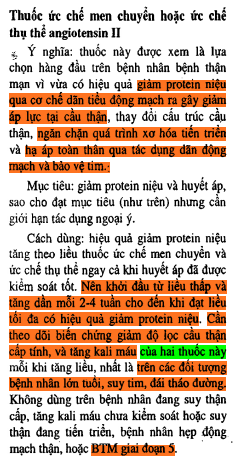 Thuốc ức chế men chuyển hoặc ức chế
thụ thể angiotensin II
Ý nghĩa: thuốc này được xem là lựa
chọn hàng đầu trên bệnh nhân bệnh thận
mạn vì vừa có hiệu quả giảm protein niệu
qua cơ chế dãn tiểu động mạch ra gây giảm
áp lực tại cầu thận, thay đổi cấu trúc cầu
thận, ngăn chặn quá trình xơ hóa tiến triển
và hạ áp toàn thân qua tác dụng dãn động
mạch và bảo vệ tim.
Mục tiêu: giảm protein niệu và huyết áp,
sao cho đạt mục tiêu (như trên) nhưng cần
giới hạn tác dụng ngoại ý.
Cách dùng: hiệu quả giảm protein niệu
tăng theo liều thuốc ức chế men chuyển và
ức chế thụ thể ngay cả khi huyết áp đã được
kiểm soát tốt. Nên khởi đầu từ liều thấp và
tăng dần mỗi 2-4 tuần cho đến khi đạt liều
tối đa có hiệu quả giảm protein niệu. Cần
theo dõi biến chứng giảm độ lọc cầu thận
cấp tính, và tăng kali máu của hai thuốc này
mỗi khi tăng liều, nhất là trên các đối tượng
bệnh nhân lớn tuổi, suy tim, đái tháo đường.
Không dùng trên bệnh nhân đang suy thận
cấp, tăng kali máu chưa kiểm soát hoặc suy
thận đang tiến triển, bệnh nhân hẹp động
mạch thận, hoặc BTM giai đoạn 5.